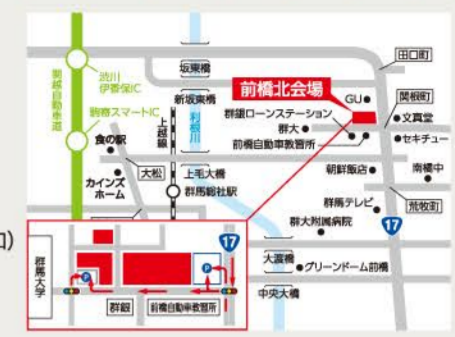 田口町
坂東橋
渋川
伊香保IC
関越自動車道
前橋北会場
GU
関根町
新坂東橋
駒寄スマートIC
上越線
利根川
群銀ローンステーション
文真堂
群大
セキチュー
食の駅
前橋自動車教習所
大松
上毛大橋
朝鮮飯店
南橘中
カインズ
ホーム
群馬総社駅
荒牧町
群馬テレビ
17
群大附属病院
口)
17
大渡橋
グリーンドーム前橋
群馬大学
P
P
中央大橋
群銀
前橋自動車教習所